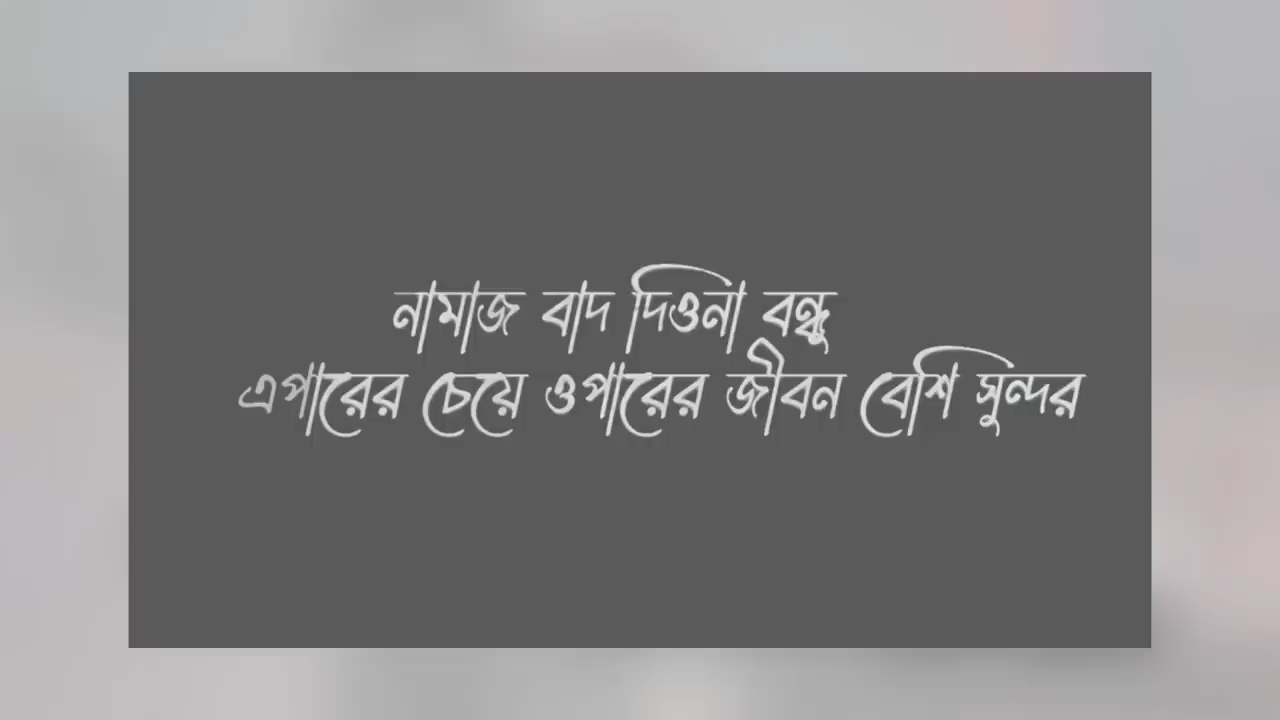 নামাজ বাদ দিওনা বন্ধু
এপারের চেয়ে ওপারের জীবন বেশি সুন্দর